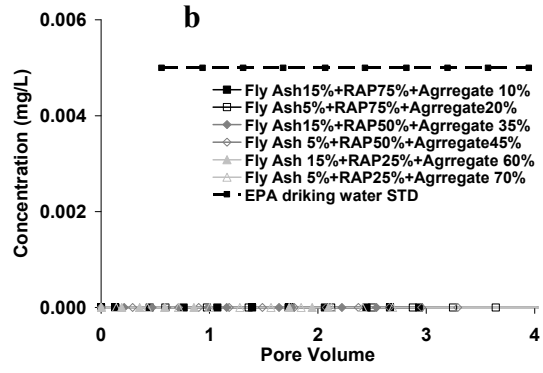 b
0.006
0.004
0.002
0.000
Concentration (mg/L)
Fly Ash15%+RAP75%+Agrregate 10%
Fly Ash5%+RAP75%+Agrregate20%
Fly Ash15%+RAP50%+Agrregate 35%
Fly Ash 5%+RAP50%+Agrregate45%
Fly Ash 15%+RAP25%+Agrregate 60%
Fly Ash 5%+RAP25%+Agrregate 70%
EPA driking water STD
0 1 2 3 4
Pore Volume